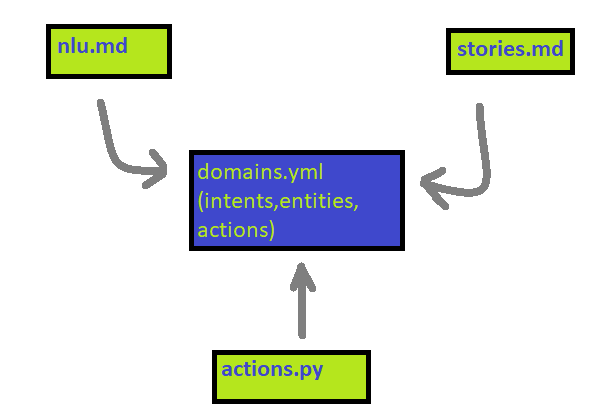 nlu.md
stories.md
domains.yml
(intents,entities,
actions)
actions.py